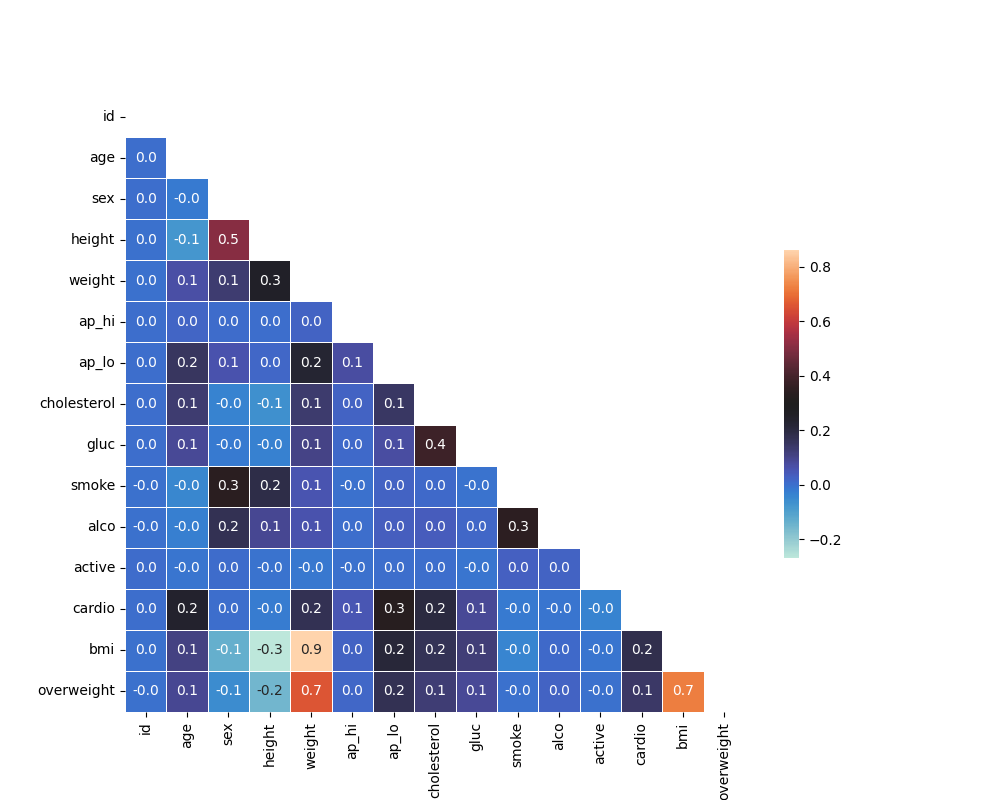 id
age 0.0
sex 0.0 -0.0
height 0.0 -0.1 0.5
weight 0.0 0.1 0.1 0.3
ap_hi 0.0 0.0 0.0 0.0 0.0
ap_lo 0.0 0.2 0.1 0.0 0.2 0.1
cholesterol 0.0 0.1 -0.0 -0.1 0.1 0.0 0.1
gluc 0.0 0.1 -0.0 -0.0 0.1 0.0 0.1 0.4
smoke -0.0 -0.0 0.3 0.2 0.1 -0.0 0.0 0.0 -0.0
alco -0.0 -0.0 0.2 0.1 0.1 0.0 0.0 0.0 0.0 0.3
active 0.0 -0.0 0.0 -0.0 -0.0 -0.0 0.0 0.0 -0.0 0.0 0.0
cardio 0.0 0.2 0.0 -0.0 0.2 0.1 0.3 0.2 0.1 -0.0 -0.0 -0.0
bmi 0.0 0.1 -0.1 -0.3 0.9 0.0 0.2 0.2 0.1 -0.0 0.0 -0.0 0.2
overweight -0.0 0.1 -0.1 -0.2 0.7 0.0 0.2 0.1 0.1 -0.0 0.0 -0.0 0.1 0.7
id age sex height weight ap_hi ap_lo cholesterol gluc smoke alco active cardio bmi overweight
0.8
0.6
0.4
0.2
0.0
−0.2